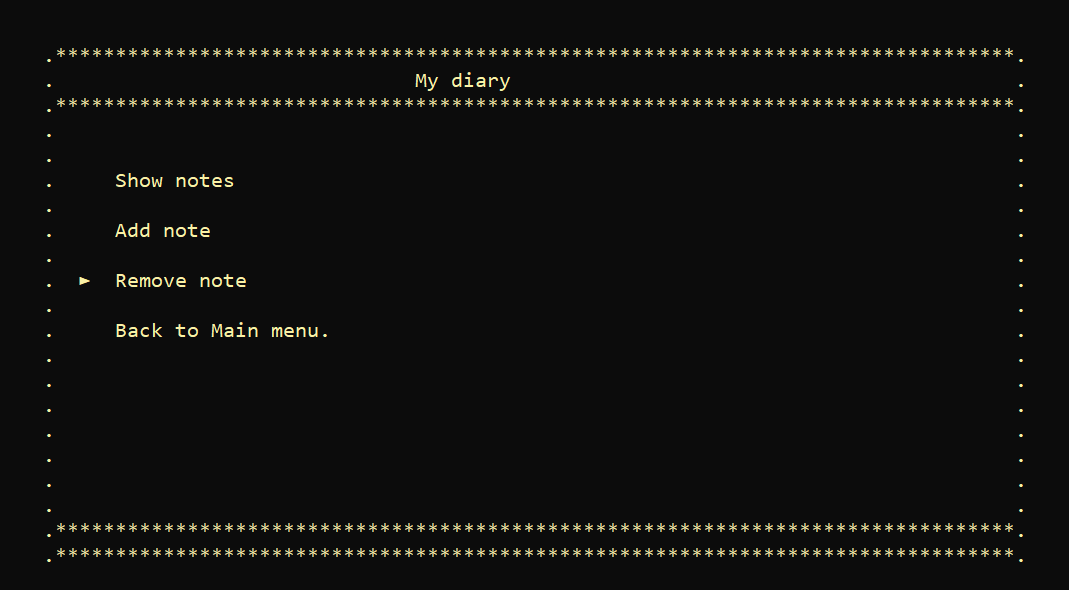 My diary
Show notes
Add note
► Remove note
Back to Main menu.